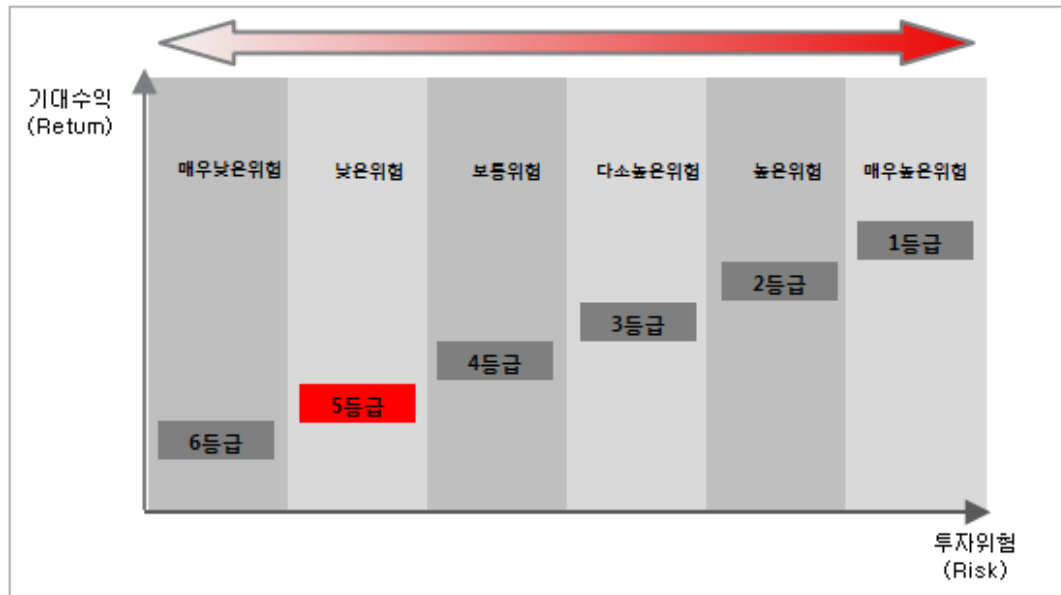 기대수익
(Return)
매우낮은위험 낮은위험 보통위험 다소높은위험 높은위험 매우높은위험
1등급
2등급
3등급
4등급
5등급
6등급
투자위험
(Risk)